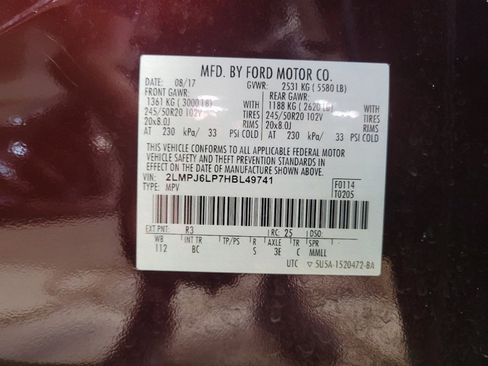 MFD. BY FORD MOTOR CO.
DATE: 08/17 GVWR: 2531 KG ( 5580 LB)
FRONT GAWR: REAR GAWR:
1361 KG ( 3000 LB) WITH 1188 KG ( 2620 LB) WITH
245/50R20 102V TIRES 245/50R20 102V TIRES
20x8.0J RIMS 20x8.0J RIMS
AT 230 kPa/ 33 PSI COLD AT 230 kPa/ 33 PSI COLD
THIS VEHICLE CONFORMS TO ALL APPLICABLE FEDERAL MOTOR
VEHICLE SAFETY AND THEFT PREVENTION STANDARDS IN
EFFECT ON THE DATE OF MANUFACTURE SHOWN ABOVE.
VIN: 2LMPJ6LP7HBL49741 F0114
TYPE: MPV T0205
EXT PNT: R3 RC: 25 DSO:
WB INT TR TP/PS R AXLE TR SPR
112 BC S 3E C MMLL
UTC ▽ 5U5A-1520472-BA